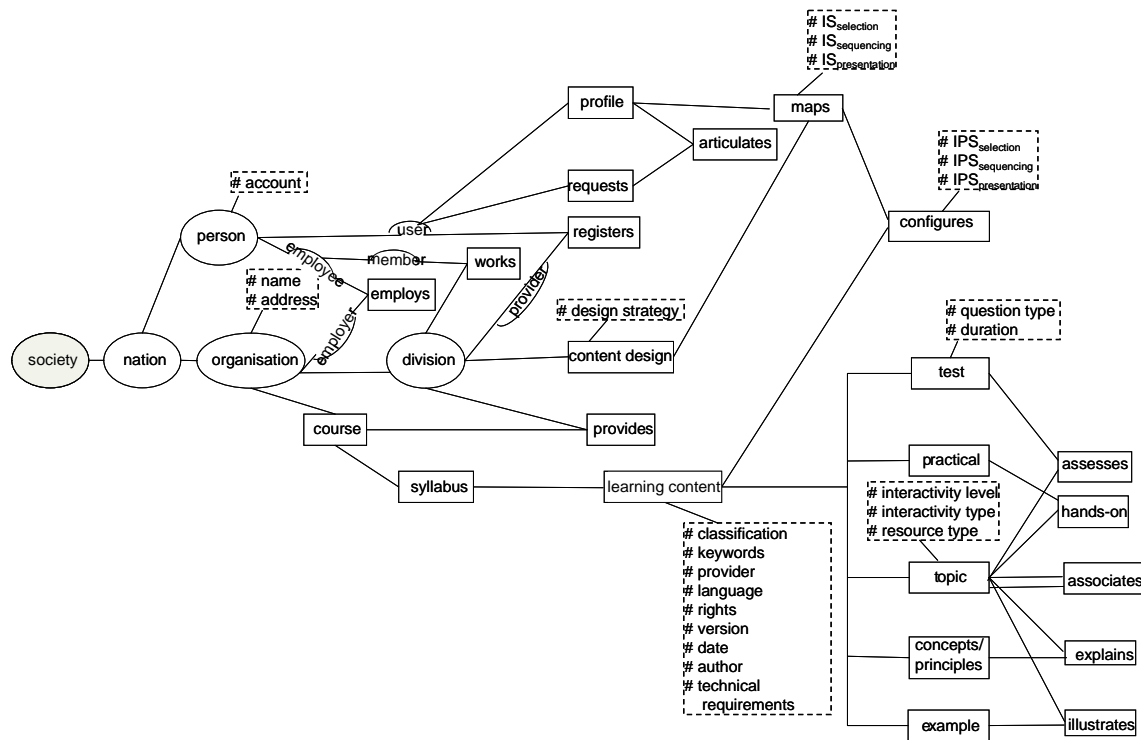 # ISselection
# ISsequencing
# ISpresentation
profile
maps
articulates
# IPSselection
# IPSsequencing
# IPSpresentation
# account
requests
configures
person
user
registers
employee
member
works
provider
# name
# address
employs
employer
# design strategy
# question type
# duration
society
nation
organisation
division
content design
test
course
provides
practical
assesses
syllabus
learning content
# interactivity level
# interactivity type
# resource type
hands-on
# classification
# keywords
# provider
# language
# rights
# version
# date
# author
# technical
requirements
topic
associates
concepts/
principles
explains
example
illustrates